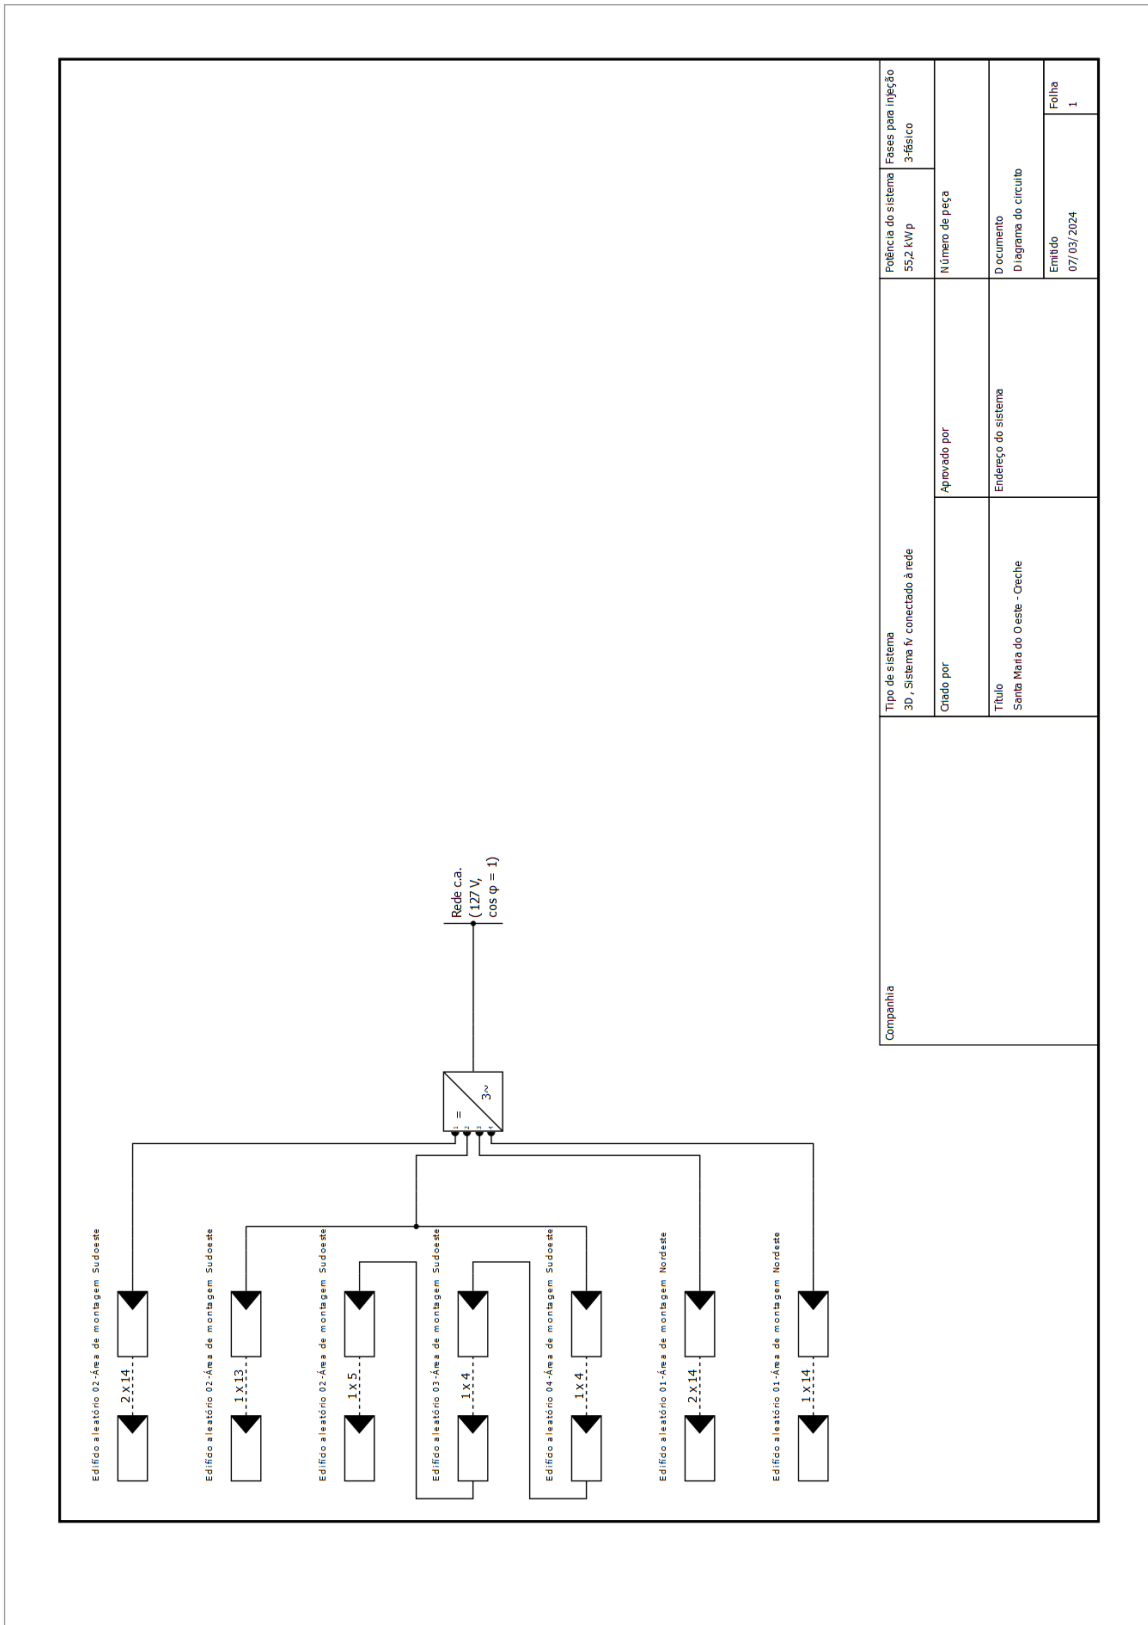 Edifício aleatório 02-Área de montagem Sudoeste
2 x 14
Edifício aleatório 02-Área de montagem Sudoeste
1 x 13
Edifício aleatório 02-Área de montagem Sudoeste
1 x 5
Edifício aleatório 03-Área de montagem Sudoeste
1 x 4
Edifício aleatório 04-Área de montagem Sudoeste
1 x 4
Edifício aleatório 01-Área de montagem Nordeste
2 x 14
Edifício aleatório 01-Área de montagem Nordeste
1 x 14
1
2
3
4
=
3~
Rede c.a.
(127 V,
cos φ = 1)
Companhia
Tipo de sistema
3D, Sistema fv conectado à rede
Potência do sistema
55,2 kWp
Fases para injeção
3-fásico
Criado por
Aprovado por
Número de peça
Título
Santa Maria do Oeste - Creche
Endereço do sistema
Documento
Diagrama do circuito
Emitido
07/03/2024
Folha
1